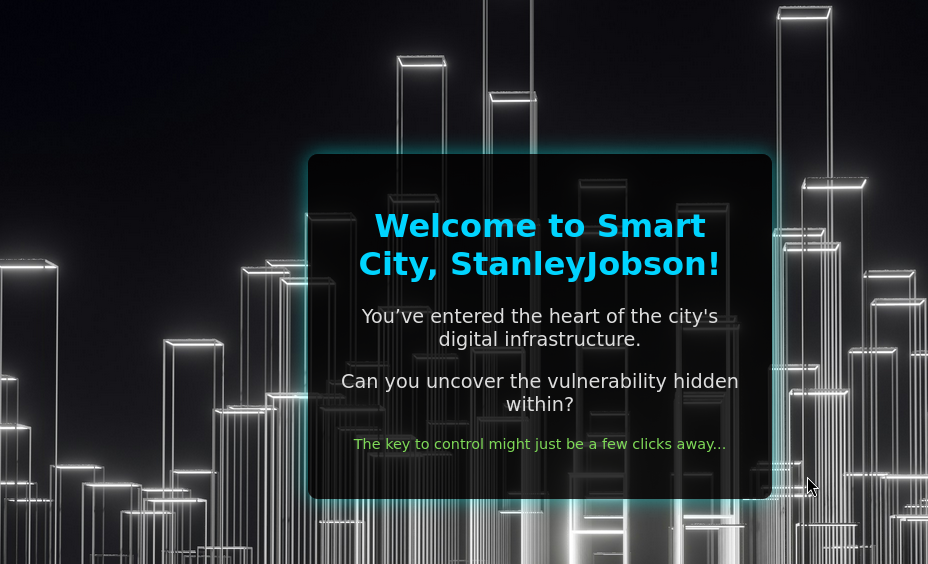 Welcome to Smart
City, StanleyJobson!
You’ve entered the heart of the city's
digital infrastructure.
Can you uncover the vulnerability hidden
within?
The key to control might just be a few clicks away...